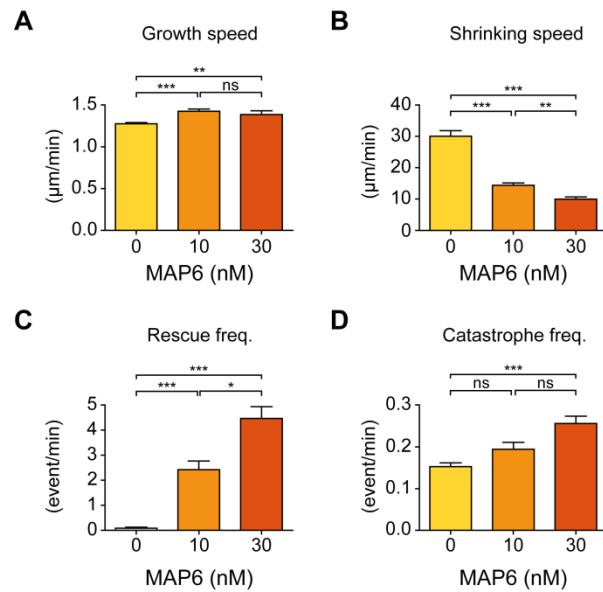 A
Growth speed
**
***
ns
(µm/min)
1.5
1.0
0.5
0.0
0
10
30
MAP6 (nM)
B
Shrinking speed
***
***
**
(µm/min)
40
30
20
10
0
0
10
30
MAP6 (nM)
C
Rescue freq.
***
***
*
(event/min)
5
4
3
2
1
0
0
10
30
MAP6 (nM)
D
Catastrophe freq.
***
ns
ns
(event/min)
0.3
0.2
0.1
0.0
0
10
30
MAP6 (nM)